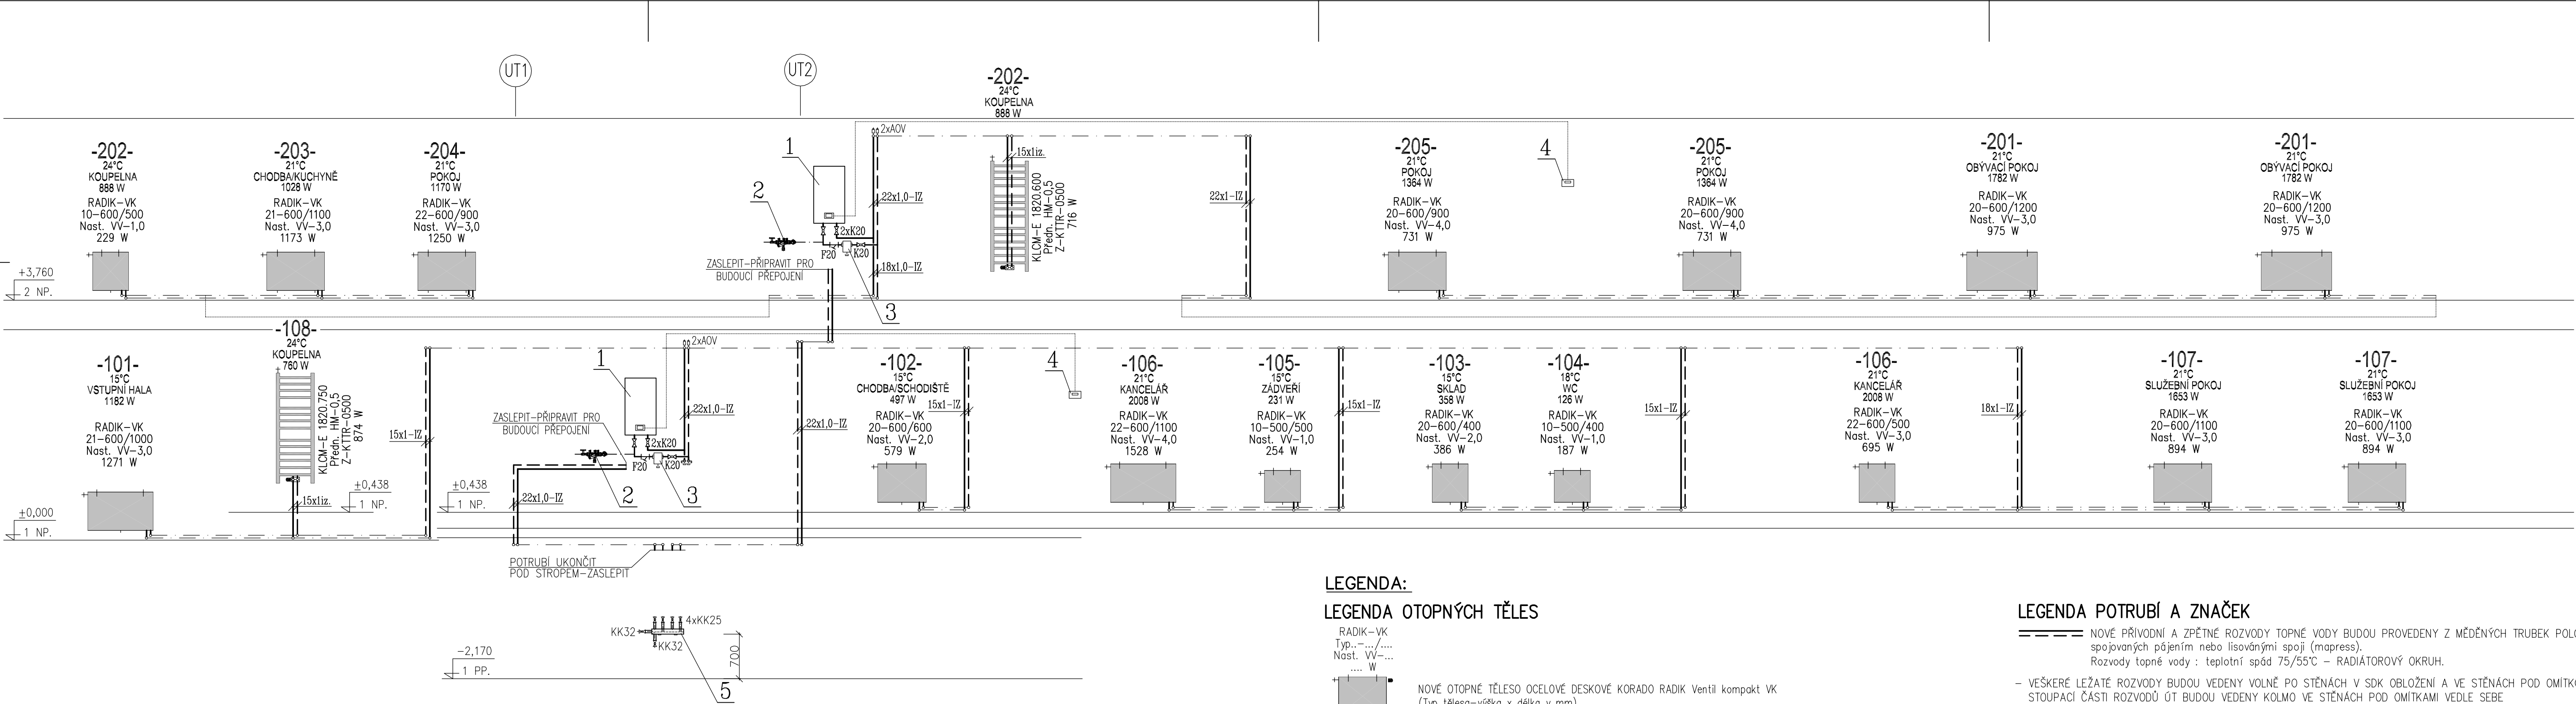 UT1
UT2
-202-
24°C
KOUPELNA
888 W
RADIK-VK
10-600/500
Nast. VV-1,0
229 W
-203-
21°C
CHODBA/KUCHYNĚ
1028 W
RADIK-VK
21-600/1100
Nast. VV-3,0
1173 W
-204-
21°C
POKOJ
1170 W
RADIK-VK
22-600/900
Nast. VV-3,0
1250 W
1
2
2xAOV
22x1,0-IZ
2xK20
F20
K20
18x1,0-IZ
3
ZASLEPIT-PŘIPRAVIT PRO
BUDOUCÍ PŘEPOJENÍ
-202-
24°C
KOUPELNA
888 W
15x1iz.
KLCM-E 1820.600
Předn. HM-0,5
Z-KTTR-0500
716 W
22x1-IZ
-205-
21°C
POKOJ
1364 W
RADIK-VK
20-600/900
Nast. VV-4,0
731 W
4
-205-
21°C
POKOJ
1364 W
RADIK-VK
20-600/900
Nast. VV-4,0
731 W
-201-
21°C
OBÝVACÍ POKOJ
1782 W
RADIK-VK
20-600/1200
Nast. VV-3,0
975 W
-201-
21°C
OBÝVACÍ POKOJ
1782 W
RADIK-VK
20-600/1200
Nast. VV-3,0
975 W
+3,760
2 NP.
-101-
15°C
VSTUPNÍ HALA
1182 W
RADIK-VK
21-600/1000
Nast. VV-3,0
1271 W
-108-
24°C
KOUPELNA
760 W
KLCM-E 1820.750
Předn. HM-0,5
Z-KTTR-0500
874 W
15x1iz.
±0,438
1 NP.
15x1-IZ
±0,438
1 NP.
±0,000
1 NP.
ZASLEPIT-PŘIPRAVIT PRO
BUDOUCÍ PŘEPOJENÍ
22x1,0-IZ
1
2xAOV
22x1,0-IZ
2xK20
F20
K20
2
3
22x1,0-IZ
-102-
15°C
CHODBA/SCHODIŠTĚ
497 W
RADIK-VK
20-600/600
Nast. VV-2,0
579 W
15x1-IZ
4
-106-
21°C
KANCELÁŘ
2008 W
RADIK-VK
22-600/1100
Nast. VV-4,0
1528 W
-105-
15°C
ZÁDVEŘÍ
231 W
RADIK-VK
10-500/500
Nast. VV-1,0
254 W
15x1-IZ
-103-
15°C
SKLAD
358 W
RADIK-VK
20-600/400
Nast. VV-2,0
386 W
-104-
18°C
WC
126 W
RADIK-VK
10-500/400
Nast. VV-1,0
187 W
15x1-IZ
-106-
21°C
KANCELÁŘ
2008 W
RADIK-VK
22-600/500
Nast. VV-3,0
695 W
18x1-IZ
-107-
21°C
SLUŽEBNÍ POKOJ
1653 W
RADIK-VK
20-600/1100
Nast. VV-3,0
894 W
-107-
21°C
SLUŽEBNÍ POKOJ
1653 W
RADIK-VK
20-600/1100
Nast. VV-3,0
894 W
POTRUBÍ UKONČIT
POD STROPEM-ZASLEPIT
4xKK25
KK32
KK32
700
5
-2,170
1 PP.
LEGENDA:
LEGENDA OTOPNÝCH TĚLES
RADIK-VK
Typ..-.../....
Nast. VV-...
.... W
NOVÉ OTOPNÉ TĚLESO OCELOVÉ DESKOVÉ KORADO RADIK Ventil kompakt VK
(Typ tělesa-výška x délka v mm)
LEGENDA POTRUBÍ A ZNAČEK
NOVÉ PŘÍVODNÍ A ZPĚTNÉ ROZVODY TOPNÉ VODY BUDOU PROVEDENY Z MĚDĚNÝCH TRUBEK
spojovaných pájením nebo lisovánými spoji (mapress).
Rozvody topné vody : teplotní spád 75/55°C - RADIÁTOROVÝ OKRUH.
- VEŠKERÉ LEŽATÉ ROZVODY BUDOU VEDENY VOLNĚ PO STĚNÁCH V SDK OBLOŽENÍ A VE STĚNÁCH POD
STOUPACÍ ČÁSTI ROZVODŮ ÚT BUDOU VEDENY KOLMO VE STĚNÁCH POD OMÍTKAMI VEDLE SEBE